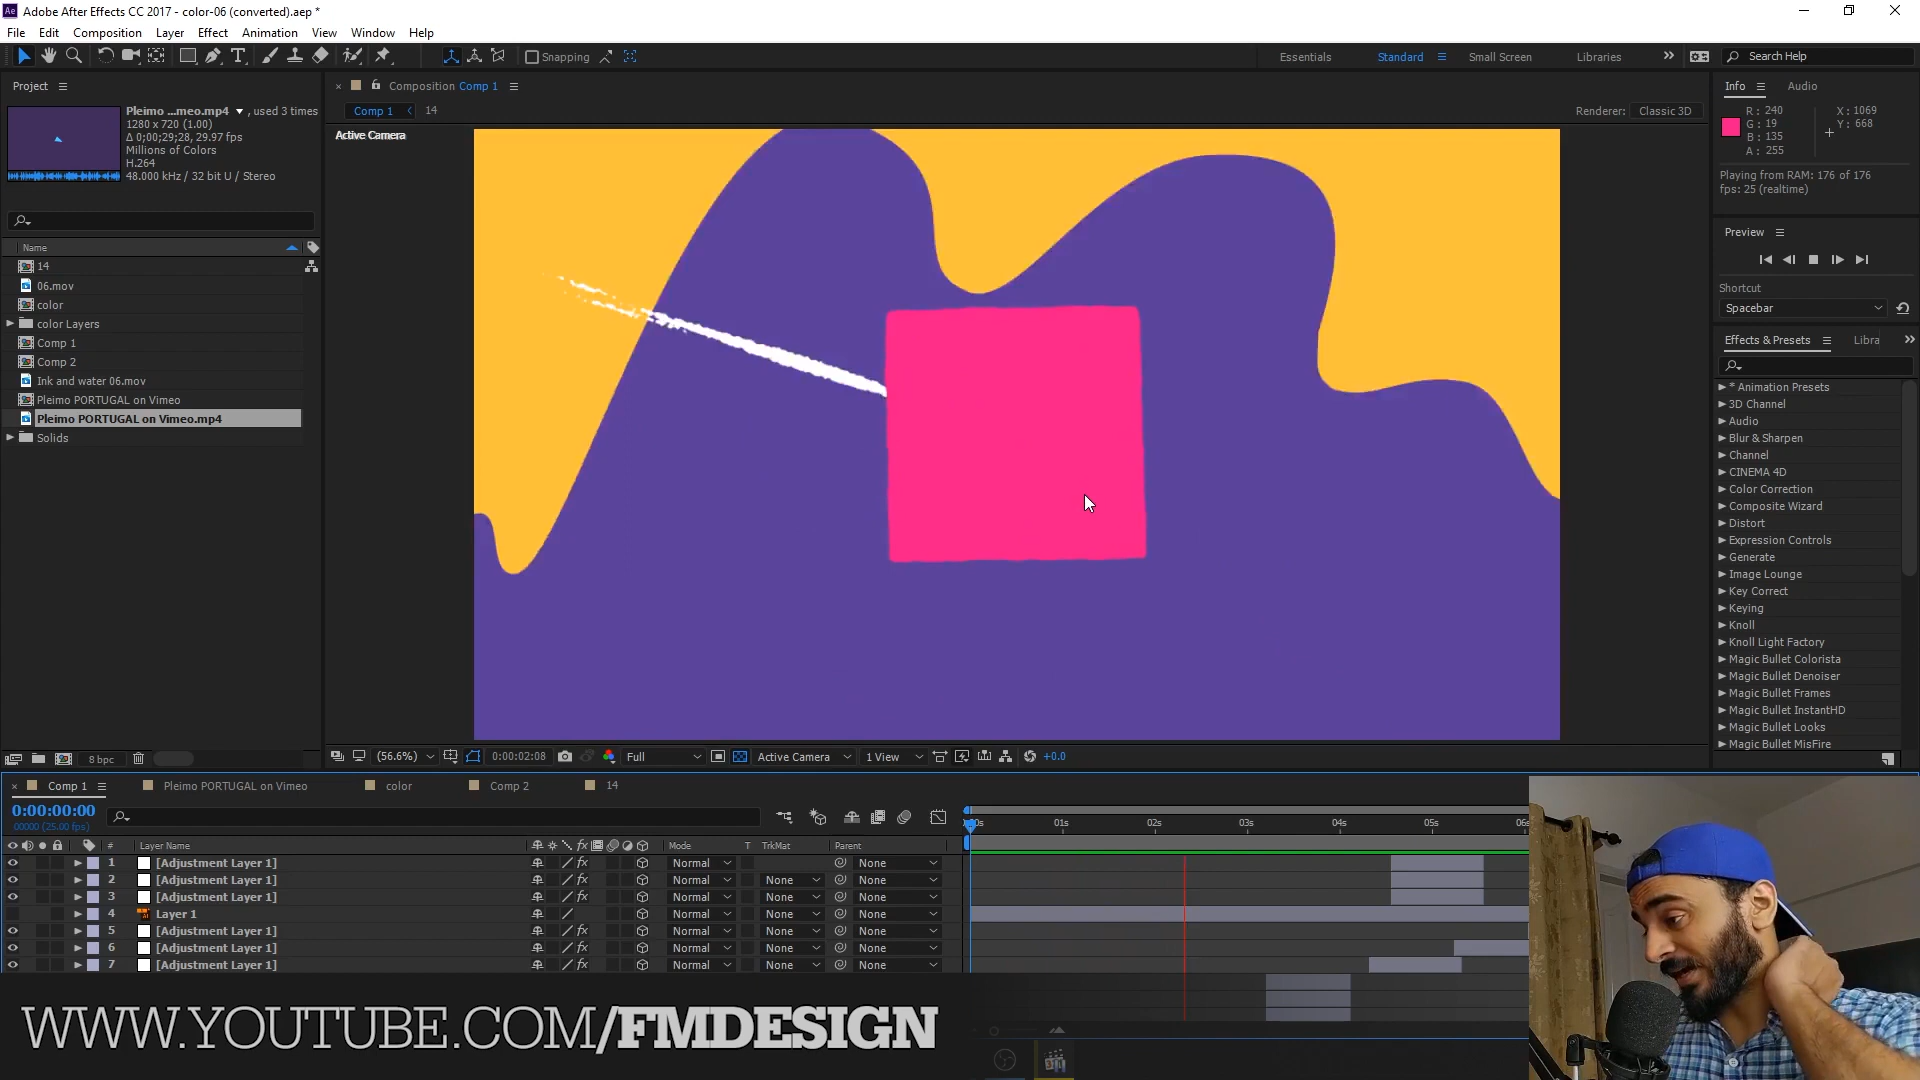 Adobe After Effects CC 2017 - color-06 (converted).aep *
File Edit Composition Layer Effect Animation View Window Help
Snapping
Essentials Standard Small Screen Libraries Search Help
Project
Pleimo ...meo.mp4 , used 3 times
1280 x 720 (1.00)
Δ 0;00;29;28, 29.97 fps
Millions of Colors
H.264
48.000 kHz / 32 bit U / Stereo
Name
14
06.mov
color
color Layers
Comp 1
Comp 2
Ink and water 06.mov
Pleimo PORTUGAL on Vimeo
Pleimo PORTUGAL on Vimeo.mp4
Solids
8 bpc
Composition Comp 1
Comp 1 14
Renderer: Classic 3D
Active Camera
(56.6%) 0:00:02:08 Full Active Camera 1 View +0.0
Info Audio
R: 240 X: 1069
G: 19 Y: 668
B: 135
A: 255
Playing from RAM: 176 of 176
fps: 25 (realtime)
Preview
Shortcut
Spacebar
Effects & Presets Libra
* Animation Presets
3D Channel
Audio
Blur & Sharpen
Channel
CINEMA 4D
Color Correction
Composite Wizard
Distort
Expression Controls
Generate
Image Lounge
Key Correct
Keying
Knoll
Knoll Light Factory
Magic Bullet Colorista
Magic Bullet Denoiser
Magic Bullet Frames
Magic Bullet InstantHD
Magic Bullet Looks
Magic Bullet MisFire
Comp 1 Pleimo PORTUGAL on Vimeo color Comp 2 14
0:00:00:00
00000 (25.00 fps)
01s 02s 03s 04s 05s
# Layer Name Mode T TrkMat Parent
1 [Adjustment Layer 1] Normal None
2 [Adjustment Layer 1] Normal None None
3 [Adjustment Layer 1] Normal None None
4 Layer 1 Normal None None
5 [Adjustment Layer 1] Normal None None
6 [Adjustment Layer 1] Normal None None
7 [Adjustment Layer 1] Normal None None
WWW.YOUTUBE.COM/FMDESIGN